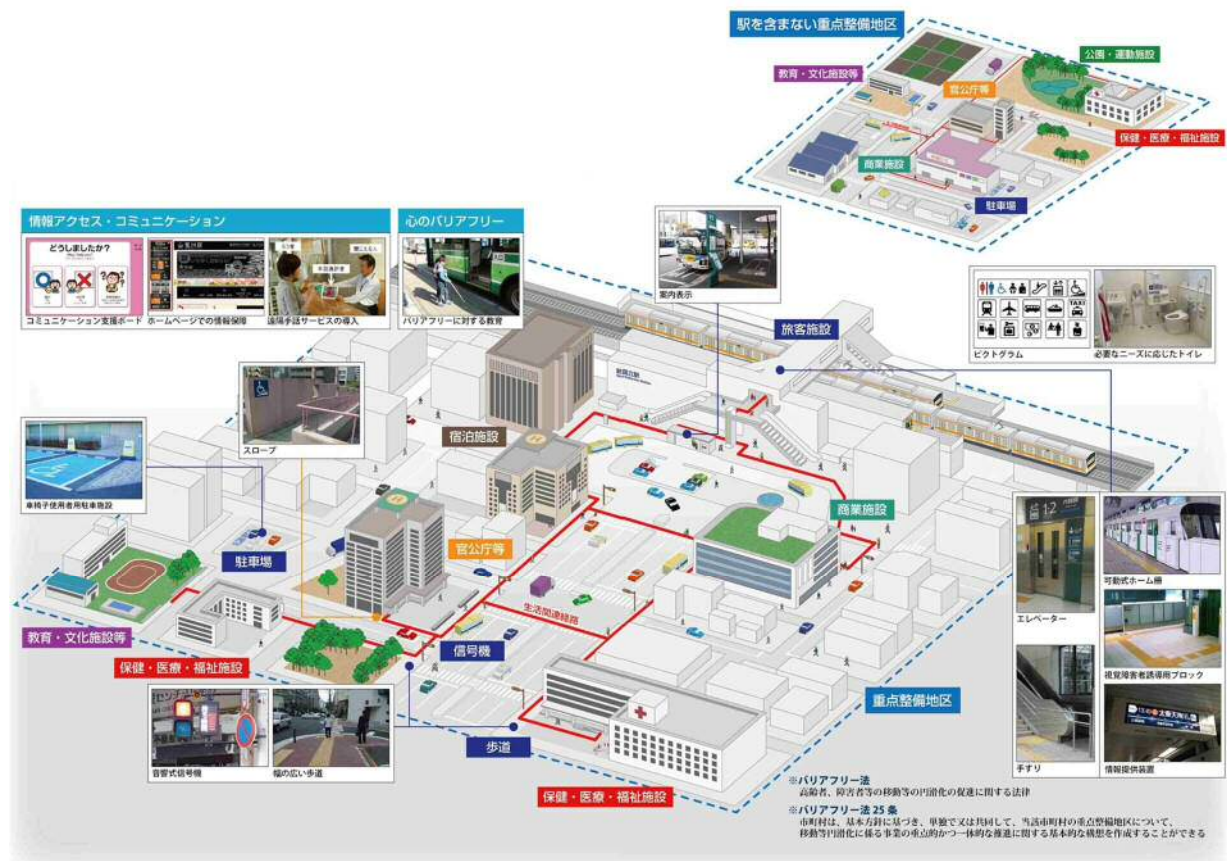 駅を含まない重点整備地区
公園・運動施設
教育・文化施設等
官公庁等
保健・医療・福祉施設
商業施設
駐車場
情報アクセス・コミュニケーション
心のバリアフリー
どうしましたか?
コミュニケーション支援ボード
ホームページでの情報保障
遠隔手話サービスの導入
バリアフリーに対する教育
案内表示
旅客施設
TAXI
ピクトグラム
必要なニーズに応じたトイレ
スロープ
宿泊施設
車椅子使用者用駐車施設
商業施設
駐車場
官公庁等
1・2
可動式ホーム柵
エレベーター
生活関連経路
教育・文化施設等
信号機
保健・医療・福祉施設
視覚障害者誘導用ブロック
重点整備地区
歩道
音響式信号機
幅の広い歩道
手すり
情報提供装置
保健・医療・福祉施設
※バリアフリー法
高齢者、障害者等の移動等の円滑化の促進に関する法律
※バリアフリー法 25 条
市町村は、基本方針に基づき、単独で又は共同して、当該市町村の重点整備地区について、
移動等円滑化に係る事業の重点的かつ一体的な推進に関する基本的な構想を作成することができる